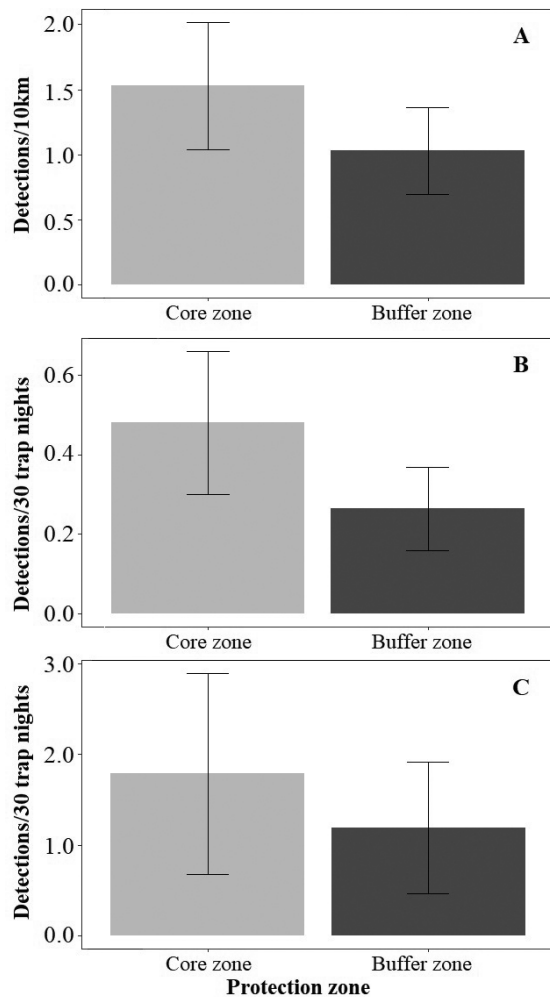 A
Detections/10km
2.0
1.5
1.0
0.5
0.0
Core zone
Buffer zone
B
Detections/30 trap nights
0.6
0.4
0.2
0.0
Core zone
Buffer zone
C
Detections/30 trap nights
3.0
2.0
1.0
0.0
Core zone
Buffer zone
Protection zone